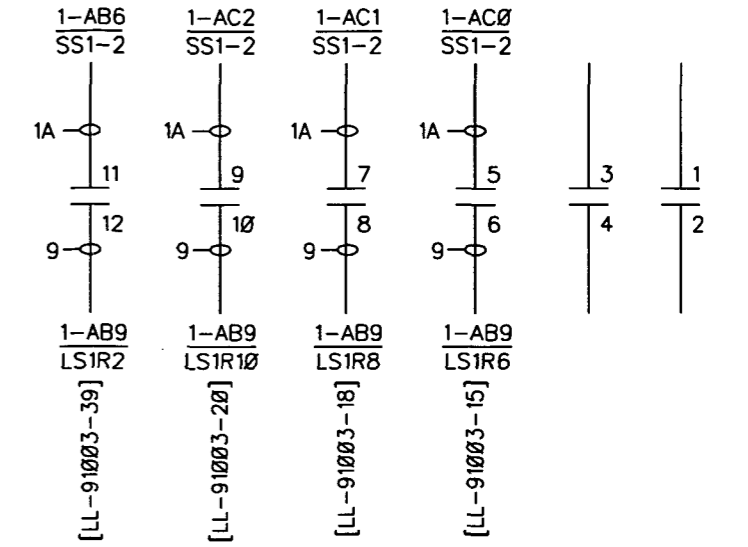 1-AB6 1-AC2 1-AC1 1-ACØ
SS1-2 SS1-2 SS1-2 SS1-2
1A 1A 1A 1A
11 9 7 5 3 1
12 1Ø 8 6 4 2
9 9 9 9
1-AB9 1-AB9 1-AB9 1-AB9
LS1R2 LS1R1Ø LS1R8 LS1R6
[LL-91ØØ3-39] [LL-91ØØ3-2Ø] [LL-91ØØ3-18] [LL-91ØØ3-15]